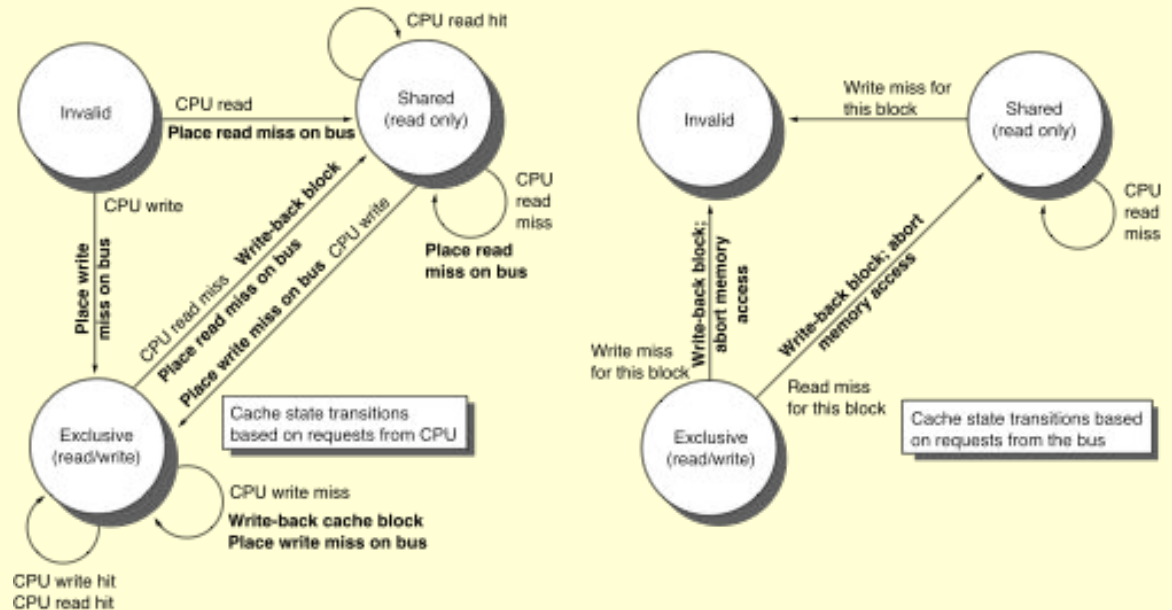 CPU read hit
Invalid
CPU read
Place read miss on bus
Shared
(read only)
CPU write
Place write
miss on bus
CPU read miss Write-back block
Place read miss on bus
Place write miss on bus CPU write
CPU
read
miss
Place read
miss on bus
Exclusive
(read/write)
Cache state transitions
based on requests from CPU
CPU write miss
Write-back cache block
Place write miss on bus
CPU write hit
CPU read hit
Invalid
Write miss for
this block
Shared
(read only)
CPU
read
miss
Write-back block;
abort memory
access
Write-back block; abort
memory access
Write miss
for this block
Read miss
for this block
Exclusive
(read/write)
Cache state transitions based
on requests from the bus